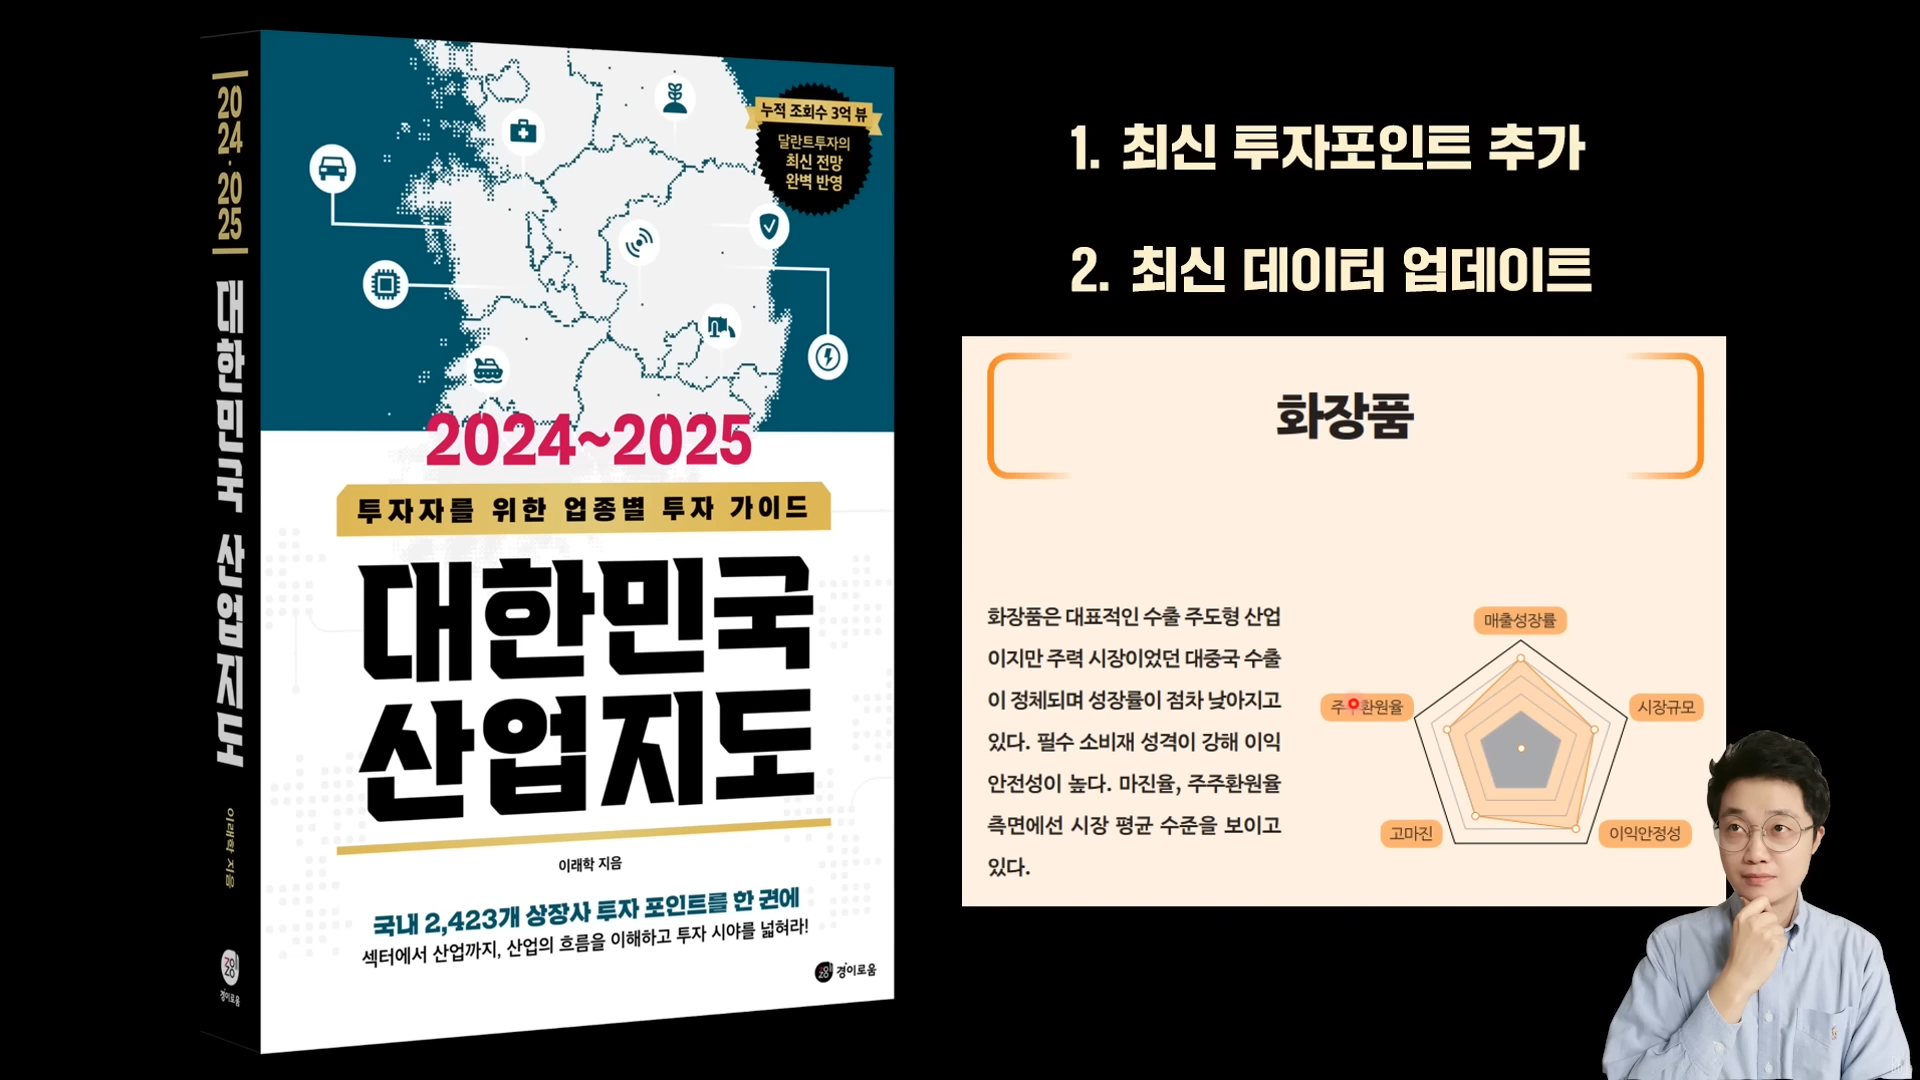 20
24
·
20
25
대한민국 산업지도
이래학 지음
경이로움
누적 조회수 3억 뷰
달란트투자의
최신 전망
완벽 반영
2024~2025
투자자를 위한 업종별 투자 가이드
대한민국
산업지도
이래학 지음
국내 2,423개 상장사 투자 포인트를 한 권에
섹터에서 산업까지, 산업의 흐름을 이해하고 투자 시야를 넓혀라!
경이로움
1. 최신 투자포인트 추가
2. 최신 데이터 업데이트
화장품
화장품은 대표적인 수출 주도형 산업
이지만 주력 시장이었던 대중국 수출
이 정체되며 성장률이 점차 낮아지고
있다. 필수 소비재 성격이 강해 이익
안전성이 높다. 마진율, 주주환원율
측면에선 시장 평균 수준을 보이고
있다.
매출성장률
주주환원율
시장규모
고마진
이익안정성